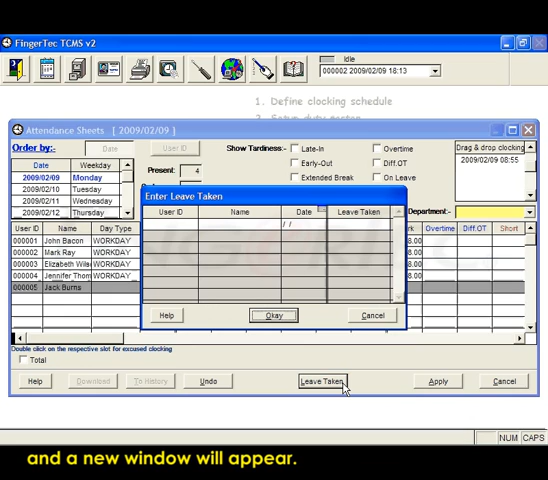 FingerTec TCMS v2
Idle
000002 2009/02/09 18:13
1. Define clocking schedule
Attendance Sheets [ 2009/02/09 ]
Order by:-
Date
User ID
Show Tardiness:-
Late-In
Overtime
Drag & drop clocking
Date Weekday
Present: 4
Early-Out
Diff.OT
2009/02/09 08:55
2009/02/09 Monday
Extended Break
On Leave
2009/02/10 Tuesday
2009/02/11 Wednesday
2009/02/12 Thursday
Department:-
Enter Leave Taken
User ID Name Date Leave Taken
/ /
Help
Okay
Cancel
User ID Name Day Type
Overtime Diff.OT Short
000001 John Bacon WORKDAY
000002 Mark Ray WORKDAY
000003 Elizabeth Wils WORKDAY
000004 Jennifer Thom WORKDAY
000005 Jack Burns
Double click on the respective slot for excused clocking
Total
Help
Download
To History
Undo
Leave Taken
Apply
Cancel
NUM CAPS
and a new window will appear.